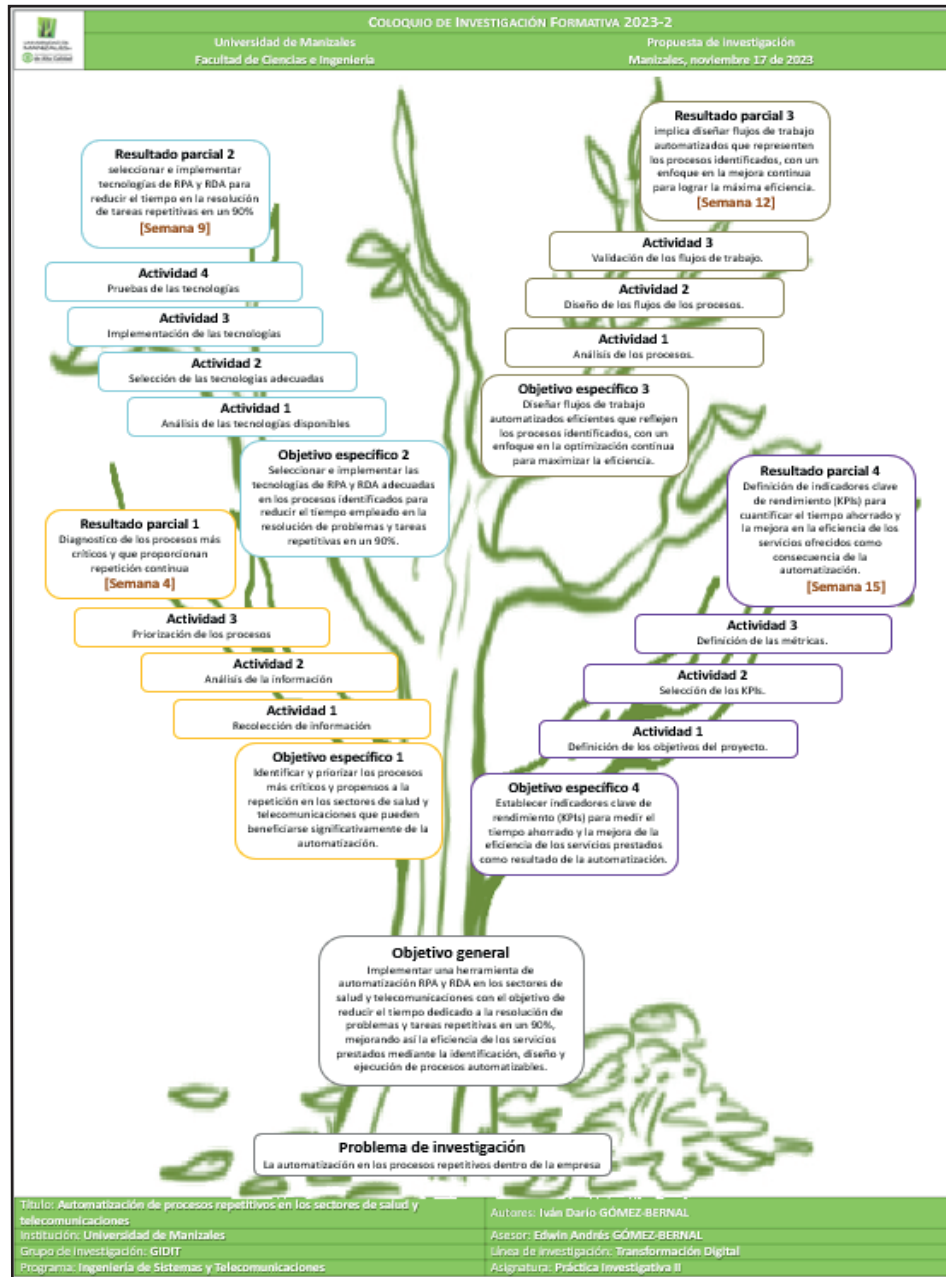 COLOQUIO DE INVESTIGACIÓN FORMATIVA 2023-2
UNIVERSIDAD DE
MANIZALES
de Alta Calidad
Universidad de Manizales
Facultad de Ciencias e Ingeniería
Propuesta de investigación
Manizales, noviembre 17 de 2023
Resultado parcial 3
implica diseñar flujos de trabajo
automatizados que representen
los procesos identificados, con un
enfoque en la mejora continua
para lograr la máxima eficiencia.
[Semana 12]
Actividad 3
Validación de los flujos de trabajo.
Actividad 2
Diseño de los flujos de los procesos.
Actividad 1
Análisis de los procesos.
Objetivo específico 3
Diseñar flujos de trabajo
automatizados eficientes que reflejen
los procesos identificados, con un
enfoque en la optimización continua
para maximizar la eficiencia.
Resultado parcial 2
seleccionar e implementar
tecnologías de RPA y RDA para
reducir el tiempo en la resolución
de tareas repetitivas en un 90%
[Semana 9]
Actividad 4
Pruebas de las tecnologías
Actividad 3
Implementación de las tecnologías
Actividad 2
Selección de las tecnologías adecuadas
Actividad 1
Análisis de las tecnologías disponibles
Objetivo específico 2
Seleccionar e implementar las
tecnologías de RPA y RDA adecuadas
en los procesos identificados para
reducir el tiempo empleado en la
resolución de problemas y tareas
repetitivas en un 90%.
Resultado parcial 4
Definición de indicadores clave
de rendimiento (KPIs) para
cuantificar el tiempo ahorrado y
la mejora en la eficiencia de los
servicios ofrecidos como
consecuencia de la
automatización.
[Semana 15]
Actividad 3
Definición de las métricas.
Actividad 2
Selección de los KPIs.
Actividad 1
Definición de los objetivos del proyecto.
Objetivo específico 4
Establecer indicadores clave de
rendimiento (KPIs) para medir el
tiempo ahorrado y la mejora de la
eficiencia de los servicios prestados
como resultado de la automatización.
Resultado parcial 1
Diagnostico de los procesos más
críticos y que proporcionan
repetición continua
[Semana 4]
Actividad 3
Priorización de los procesos
Actividad 2
Análisis de la información
Actividad 1
Recolección de información
Objetivo específico 1
Identificar y priorizar los procesos
más críticos y propensos a la
repetición en los sectores de salud y
telecomunicaciones que pueden
beneficiarse significativamente de la
automatización.
Objetivo general
Implementar una herramienta de
automatización RPA y RDA en los sectores de
salud y telecomunicaciones con el objetivo de
reducir el tiempo dedicado a la resolución de
problemas y tareas repetitivas en un 90%,
mejorando así la eficiencia de los servicios
prestados mediante la identificación, diseño y
ejecución de procesos automatizables.
Problema de investigación
La automatización en los procesos repetitivos dentro de la empresa
Título: Automatización de procesos repetitivos en los sectores de salud y
telecomunicaciones
Institución: Universidad de Manizales
Grupo de investigación: GIDIT
Programa: Ingeniería de Sistemas y Telecomunicaciones
Autores: Iván Darío GÓMEZ-BERNAL
Asesor: Edwin Andrés GÓMEZ-BERNAL
Línea de investigación: Transformación Digital
Asignatura: Práctica Investigativa II